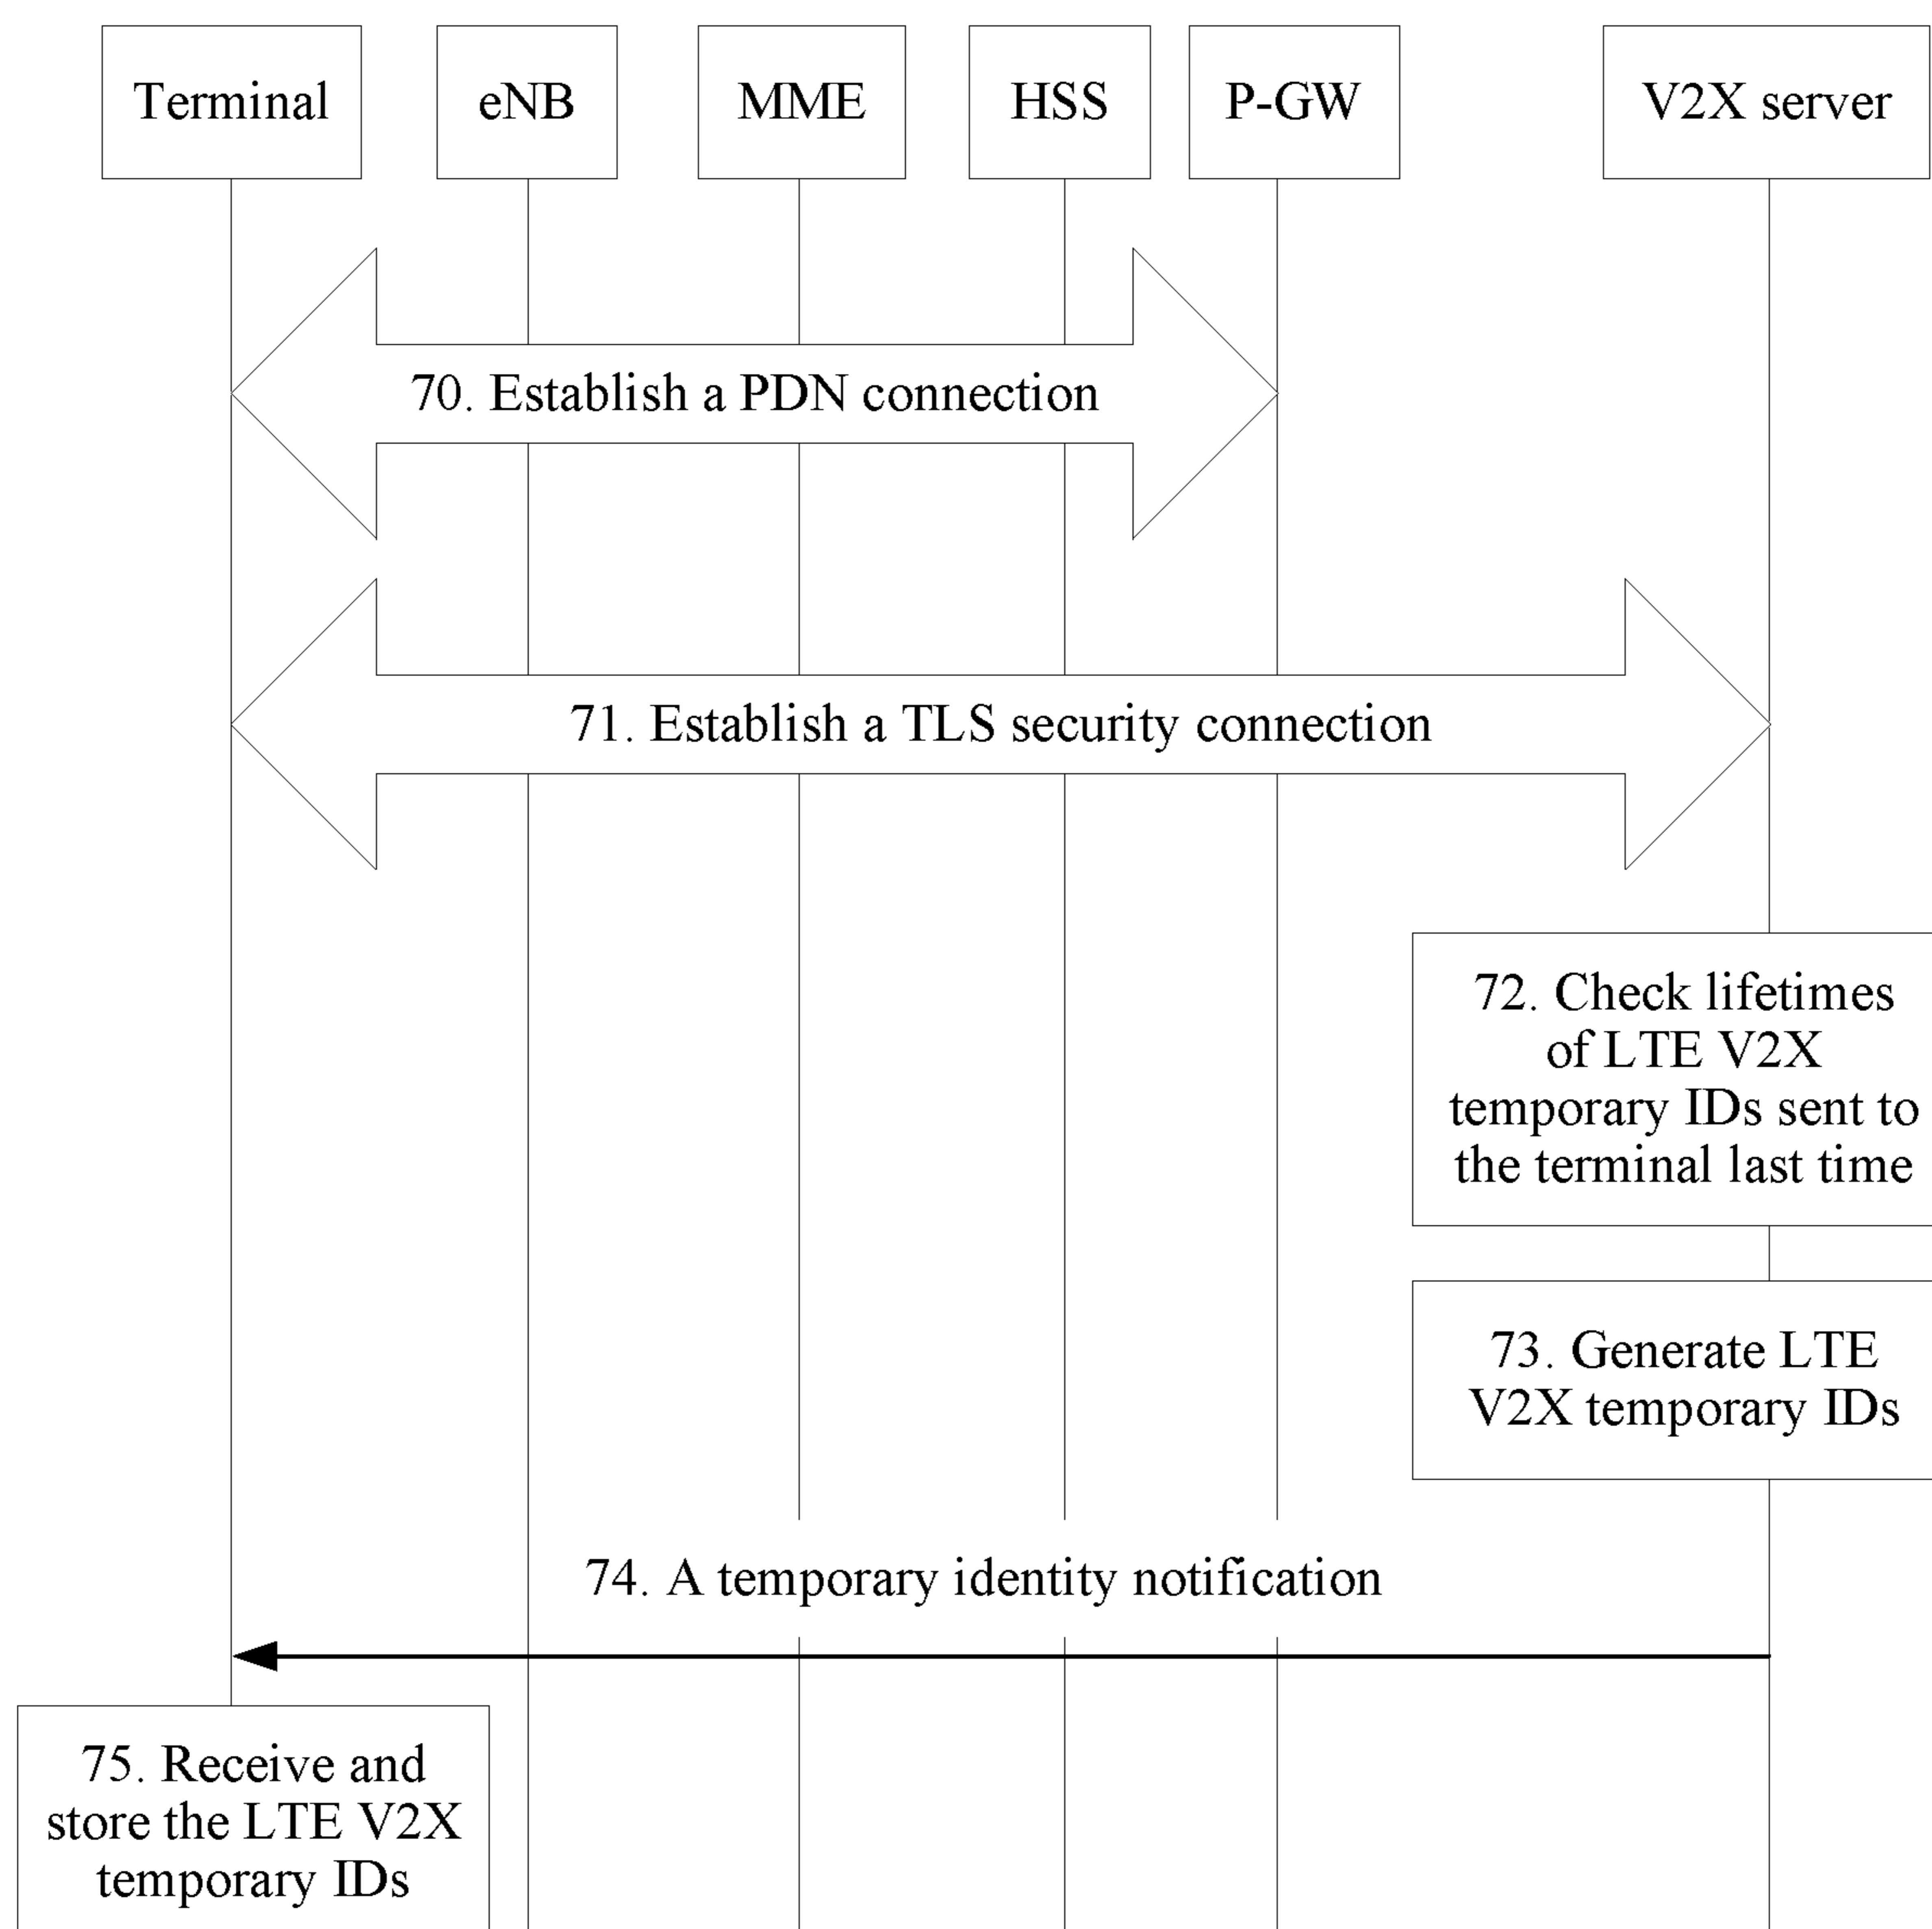 Terminal
eNB
MME
HSS
P-GW
V2X server
70. Establish a PDN connection
71. Establish a TLS security connection
72. Check lifetimes
of LTE V2X
temporary IDs sent to
the terminal last time
73. Generate LTE
V2X temporary IDs
74. A temporary identity notification
75. Receive and
store the LTE V2X
temporary IDs